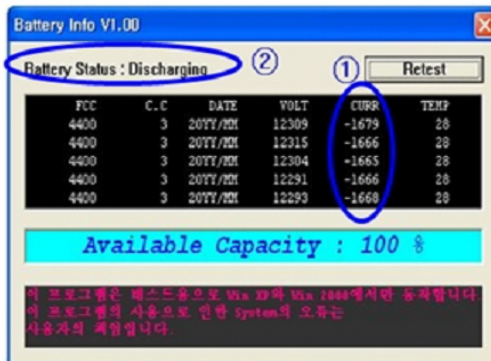 Battery Info V1.00
Battery Status : Discharging ②
① Retest
FCC C.C DATE VOLT CURR TEMP
4400 3 20YY/MM 12309 -1679 28
4400 3 20YY/MM 12315 -1666 28
4400 3 20YY/MM 12304 -1665 28
4400 3 20YY/MM 12291 -1666 28
4400 3 20YY/MM 12293 -1668 28
Available Capacity : 100 %
이 프로그램은 테스트용으로 Win XP와 Win 2000에서만 동작합니다.
이 프로그램의 사용으로 인한 System의 오류는
사용자의 책임입니다.